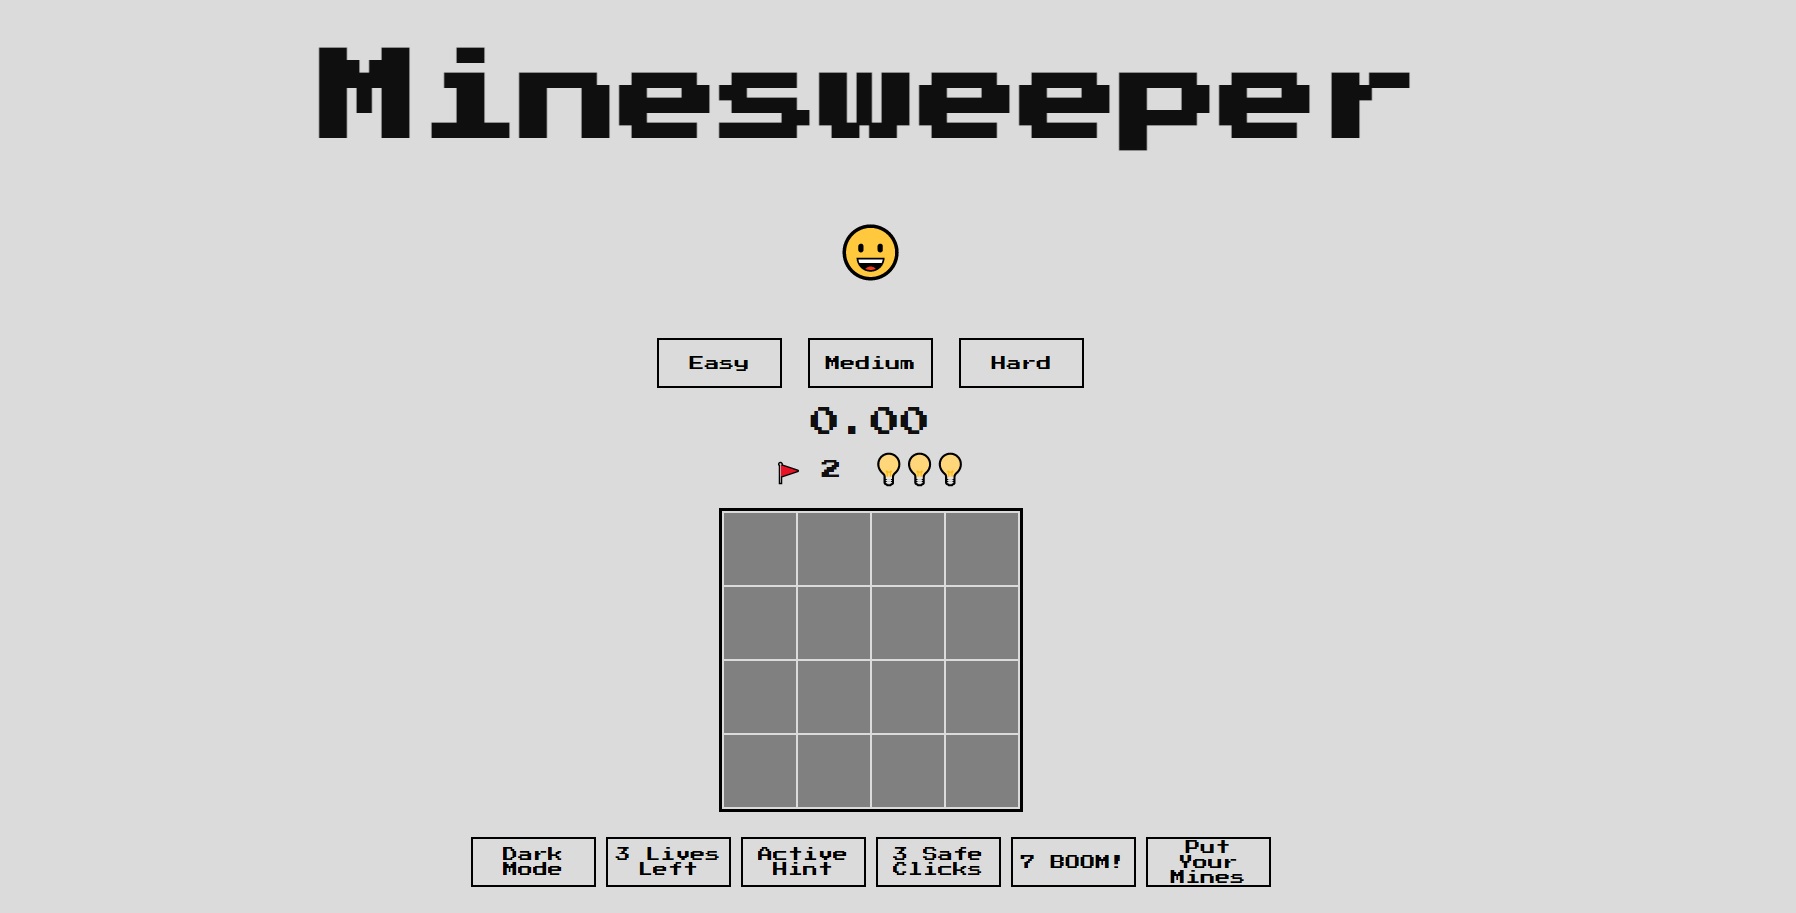 Minesweeper
Easy Medium Hard
0.00
2
Dark Mode
3 Lives Left
Active Hint
3 Safe Clicks
7 BOOM!
Put Your Mines